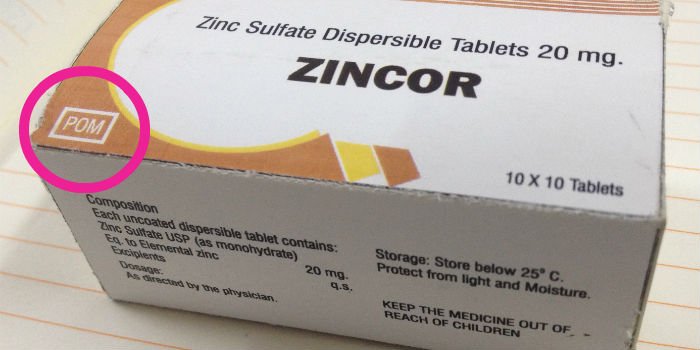 Zinc Sulfate Dispersible Tablets 20 mg.
ZINCOR
POM
10 X 10 Tablets
Composition
Each uncoated dispersible tablet contains:
Zinc Sulfate USP (as monohydrate)
Eq. to Elemental zinc 20 mg.
Excipients q.s.
Dosage:
As directed by the physician.
Storage: Store below 25º C.
Protect from light and Moisture.
KEEP THE MEDICINE OUT OF
REACH OF CHILDREN